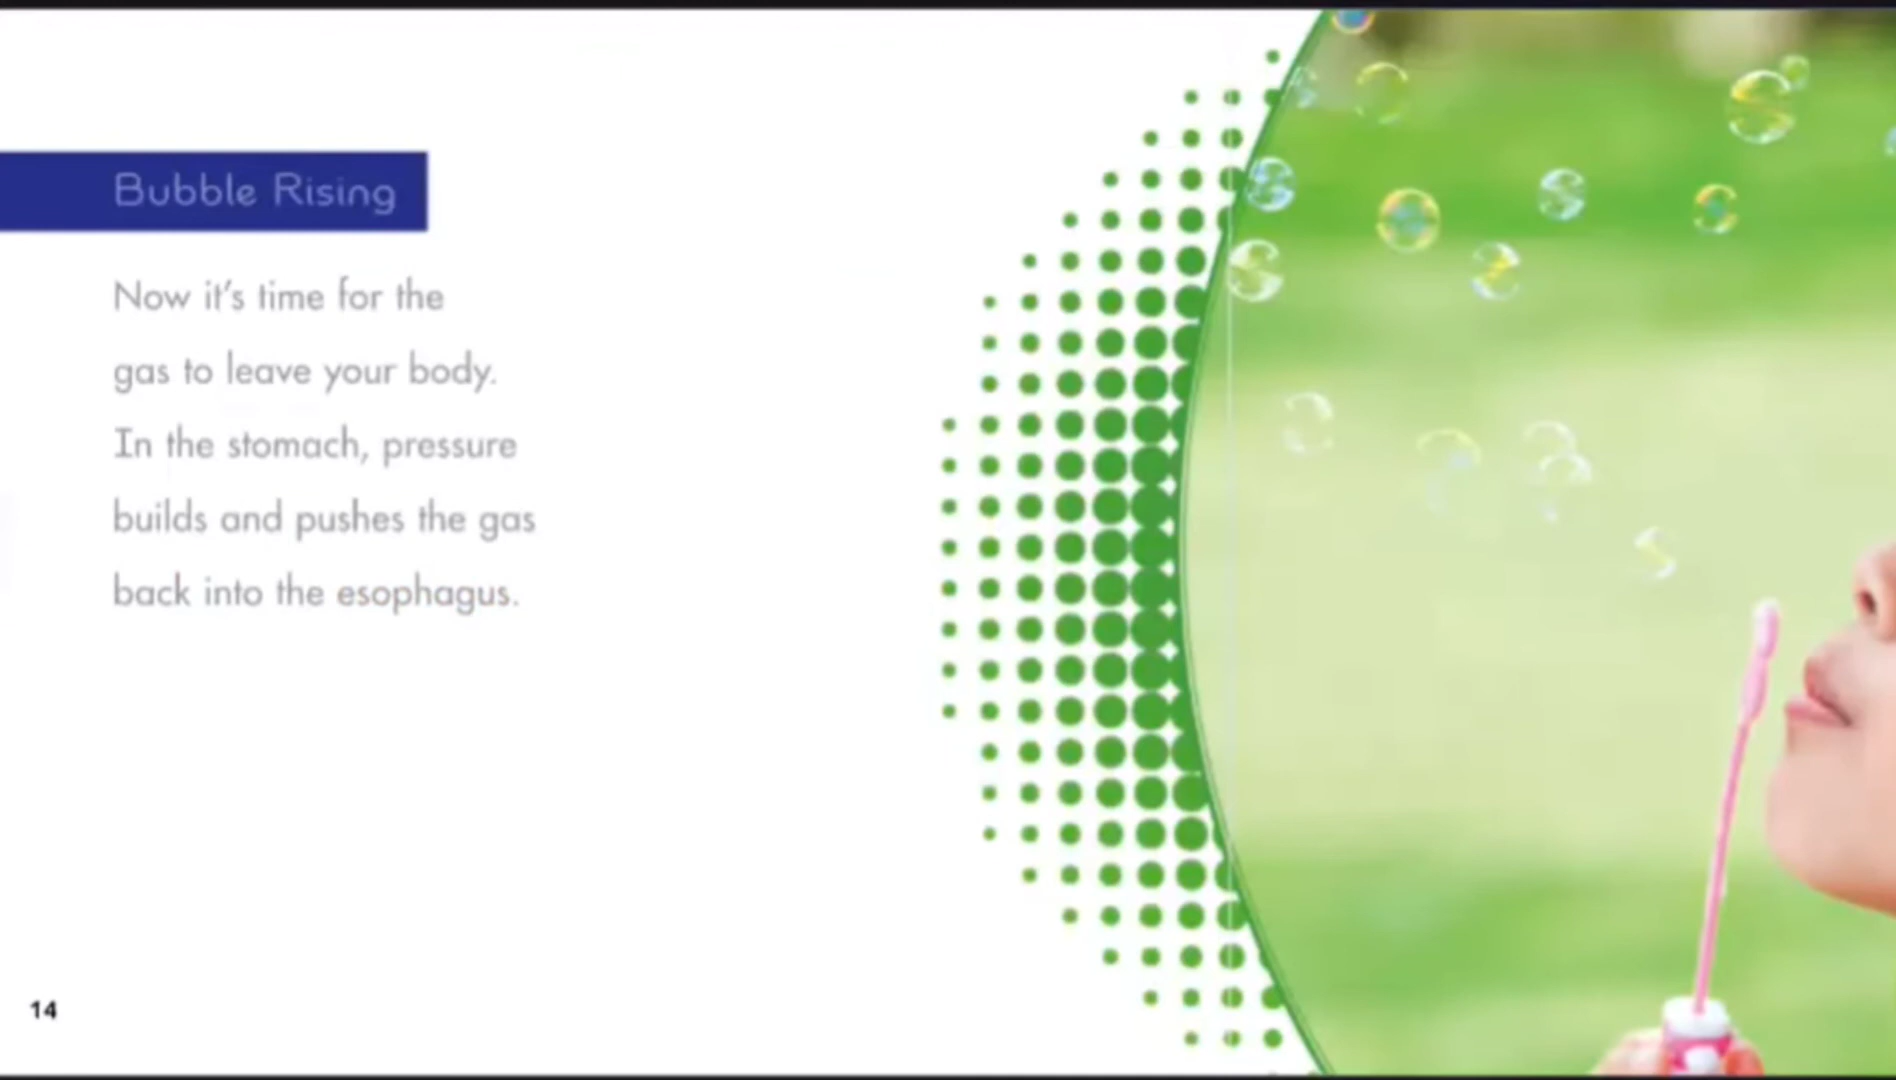 Bubble Rising
Now it's time for the
gas to leave your body.
In the stomach, pressure
builds and pushes the gas
back into the esophagus.
14